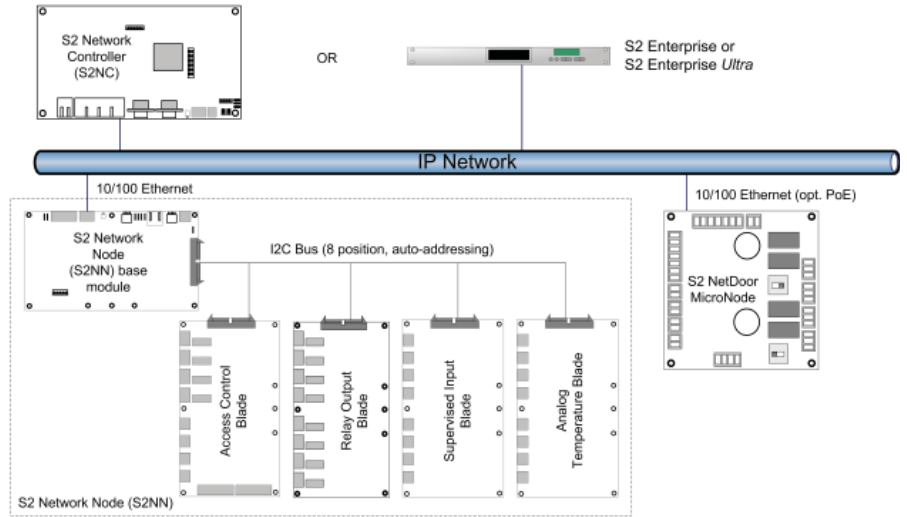 S2 Network
Controller
(S2NC)
OR
S2 Enterprise or
S2 Enterprise Ultra
IP Network
10/100 Ethernet
10/100 Ethernet (opt. PoE)
S2 Network
Node
(S2NN) base
module
I2C Bus (8 position, auto-addressing)
S2 NetDoor
MicroNode
Access Control
Blade
Relay Output
Blade
Supervised Input
Blade
Analog
Temperature Blade
S2 Network Node (S2NN)